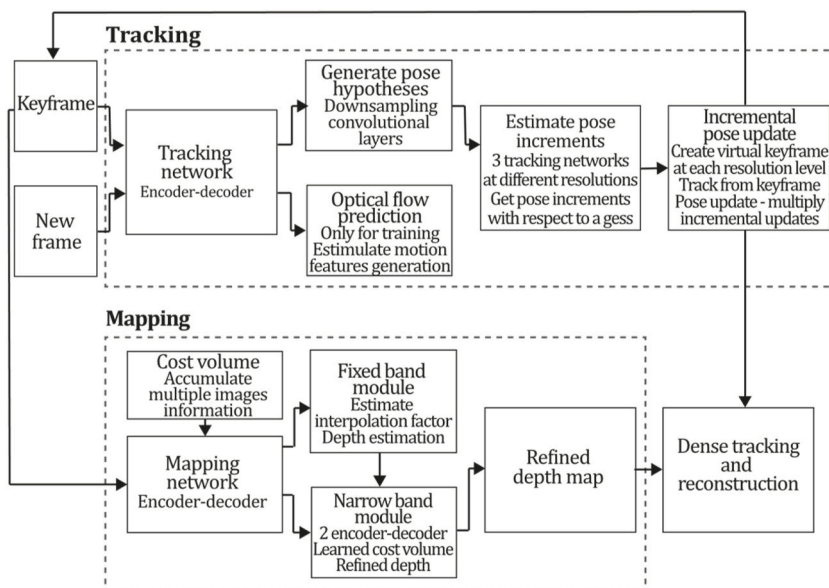 Tracking
Keyframe
New
frame
Tracking
network
Encoder-decoder
Generate pose
hypotheses
Downsampling
convolutional
layers
Optical flow
prediction
Only for training
Estimulate motion
features generation
Estimate pose
increments
3 tracking networks
at different resolutions
Get pose increments
with respect to a gess
Incremental
pose update
Create virtual keyframe
at each resolution level
Track from keyframe
Pose update - multiply
incremental updates
Mapping
Cost volume
Accumulate
multiple images
information
Mapping
network
Encoder-decoder
Fixed band
module
Estimate
interpolation factor
Depth estimation
Narrow band
module
2 encoder-decoder
Learned cost volume
Refined depth
Refined
depth map
Dense tracking
and
reconstruction